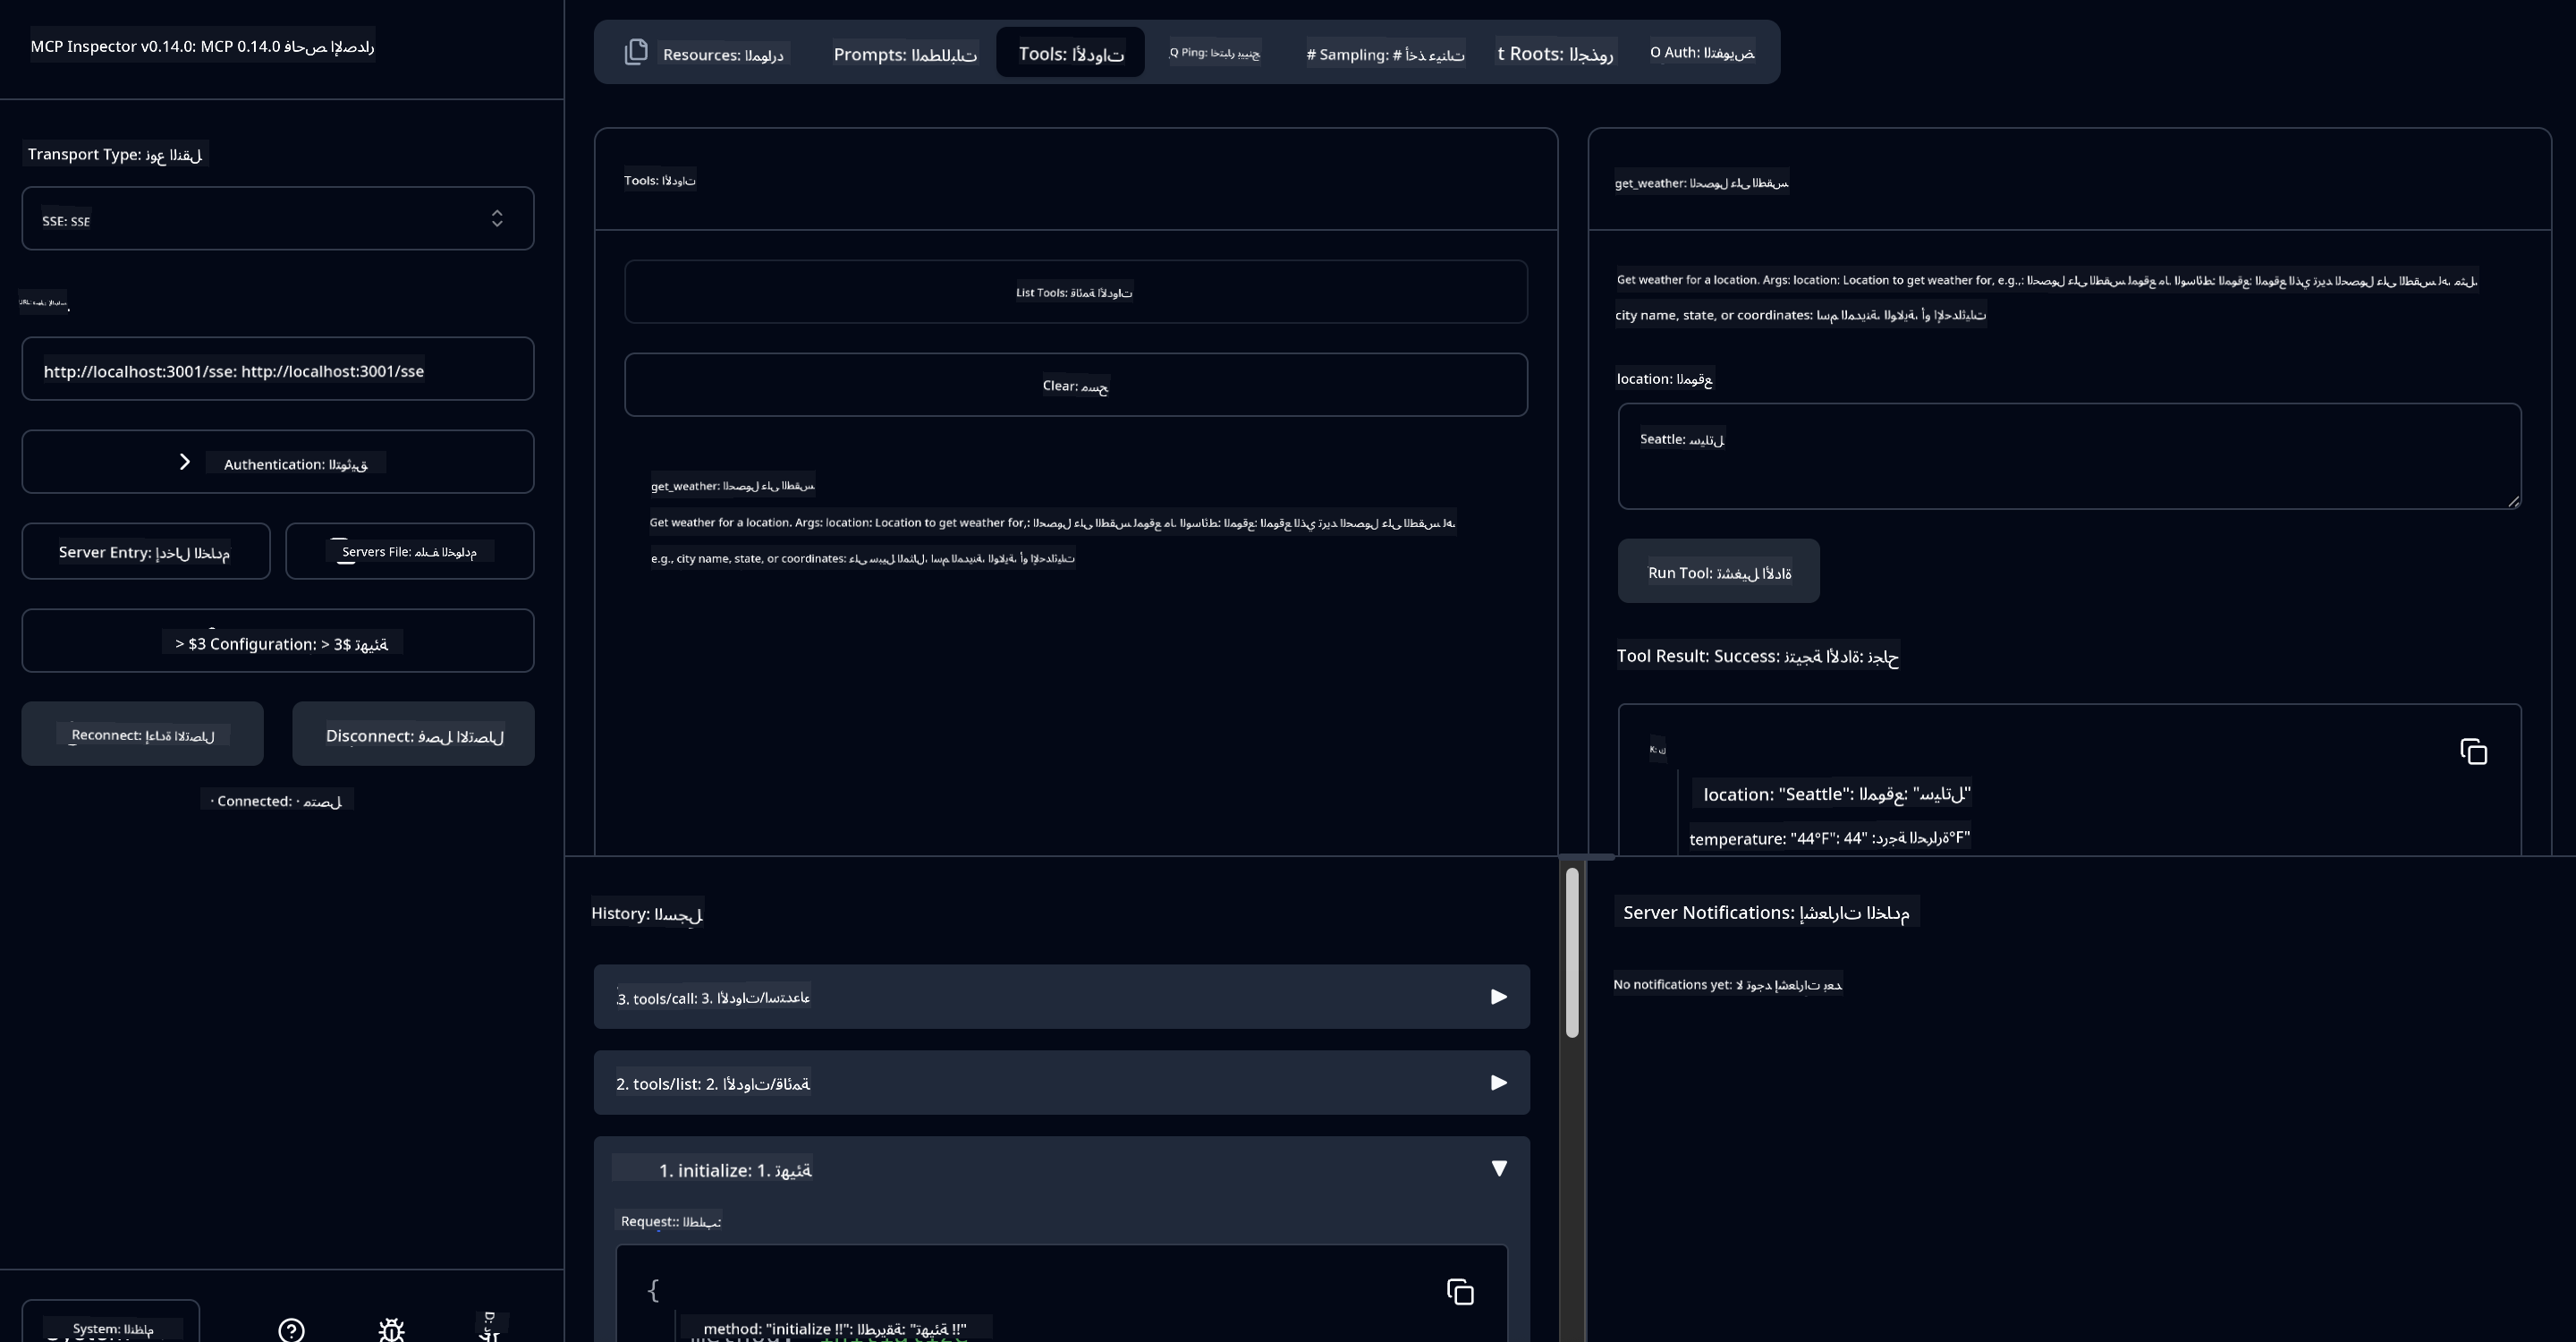 MCP Inspector v0.14.0: MCP 0.14.0 فاحص الإصدار
Transport Type: نوع النقل
SSE: SSE
http://localhost:3001/sse: http://localhost:3001/sse
Authentication: التوثيق
Server Entry: إدخال الخادم
Servers File: ملف الخوادم
> $3 Configuration: > 3$ تهيئة
Reconnect: إعادة الاتصال
Disconnect: فصل الاتصال
· Connected: · متصل
System: النظام
Resources: الموارد
Prompts: المطالبات
Tools: الأدوات
Q Ping: اختبار بينج
# Sampling: # أخذ عينات
t Roots: الجذور
O Auth: التفويض
Tools: الأدوات
List Tools: قائمة الأدوات
Clear: مسح
get_weather: الحصول على الطقس
Get weather for a location. Args: location: Location to get weather for,: الحصول على الطقس لموقع ما. الوسائط: الموقع: الموقع الذي تريد الحصول على الطقس له،
e.g., city name, state, or coordinates: على سبيل المثال، اسم المدينة، الولاية، أو الإحداثيات
get_weather: الحصول على الطقس
Get weather for a location. Args: location: Location to get weather for, e.g.,: الحصول على الطقس لموقع ما. الوسائط: الموقع: الموقع الذي تريد الحصول على الطقس له، مثل،
city name, state, or coordinates: اسم المدينة، الولاية، أو الإحداثيات
location: الموقع
Seattle: سياتل
Run Tool: تشغيل الأداة
Tool Result: Success: نتيجة الأداة: نجاح
location: "Seattle": الموقع: "سياتل"
temperature: "44°F": درجة الحرارة: "44°F"
History: السجل
3. tools/call: 3. الأدوات/استدعاء
2. tools/list: 2. الأدوات/قائمة
1. initialize: 1. تهيئة
Request:: الطلب:
{
method: "initialize !!": الطريقة: "تهيئة !!"
Server Notifications: إشعارات الخادم
No notifications yet: لا توجد إشعارات بعد